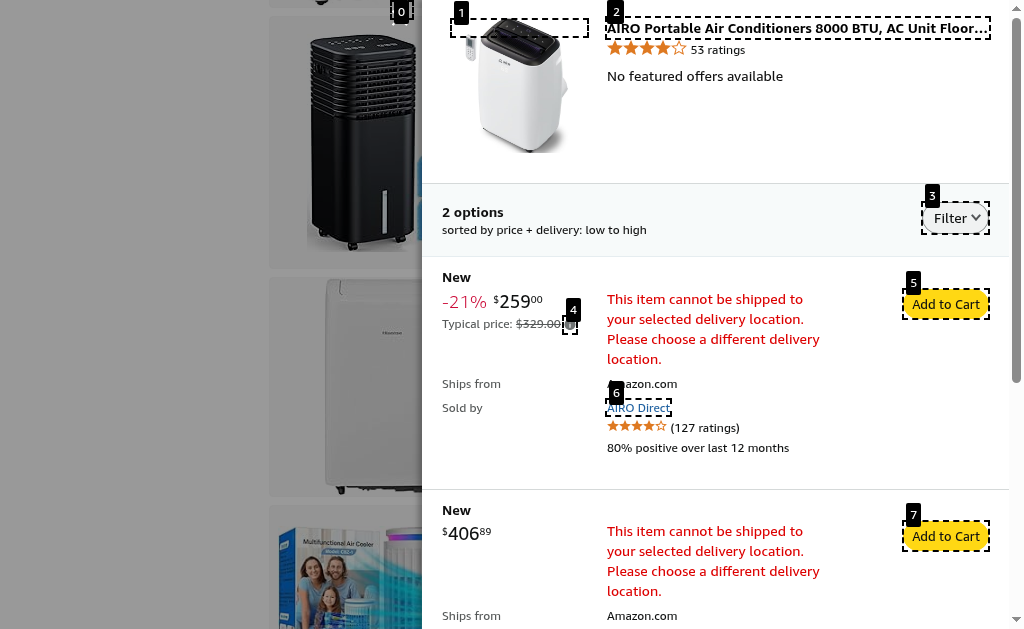 0
1
2
AIRO Portable Air Conditioners 8000 BTU, AC Unit Floor...
53 ratings
No featured offers available
3
2 options
sorted by price + delivery: low to high
Filter
New
-21% $25900
4
Typical price: $329.00
This item cannot be shipped to
your selected delivery location.
Please choose a different delivery
location.
5
Add to Cart
Ships from
Amazon.com
6
Sold by
AIRO Direct
(127 ratings)
80% positive over last 12 months
New
$40689
This item cannot be shipped to
your selected delivery location.
Please choose a different delivery
location.
7
Add to Cart
Ships from
Amazon.com
Hisense
Multifunctional Air Cooler